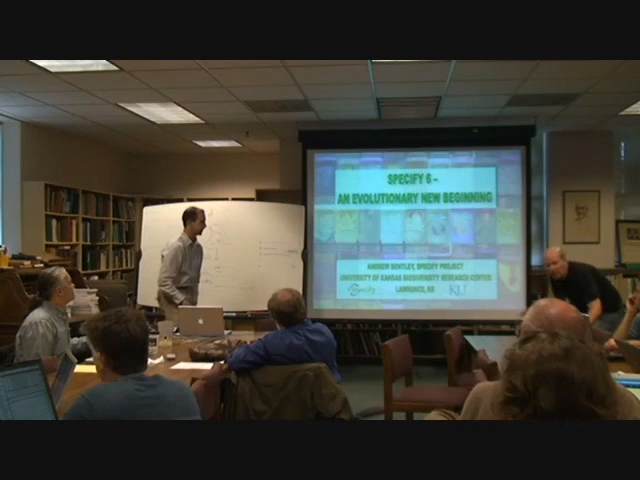 SPECIFY 6 –
AN EVOLUTIONARY NEW BEGINNING
ANDREW BENTLEY, SPECIFY PROJECT
UNIVERSITY OF KANSAS BIODIVERSITY RESEARCH CENTER
LAWRENCE, KS
Specify KU